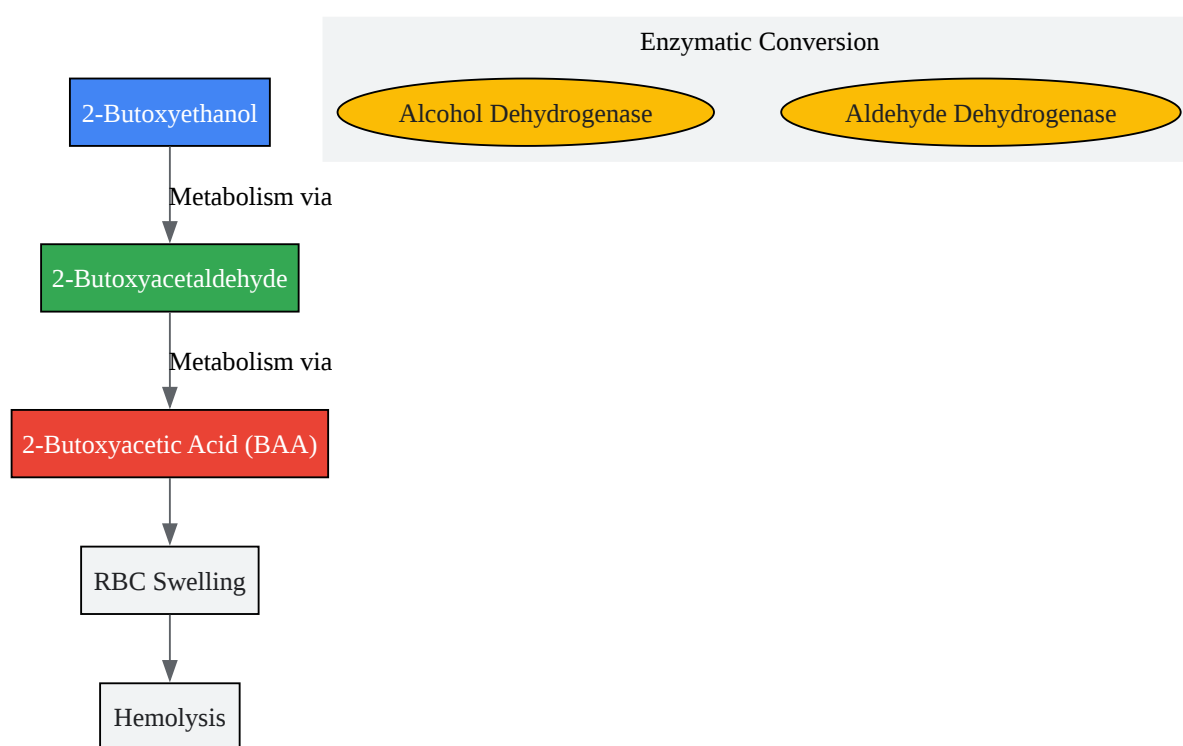 Enzymatic Conversion
2-Butoxyethanol
Alcohol Dehydrogenase
Aldehyde Dehydrogenase
Metabolism via
2-Butoxyacetaldehyde
Metabolism via
2-Butoxyacetic Acid (BAA)
RBC Swelling
Hemolysis